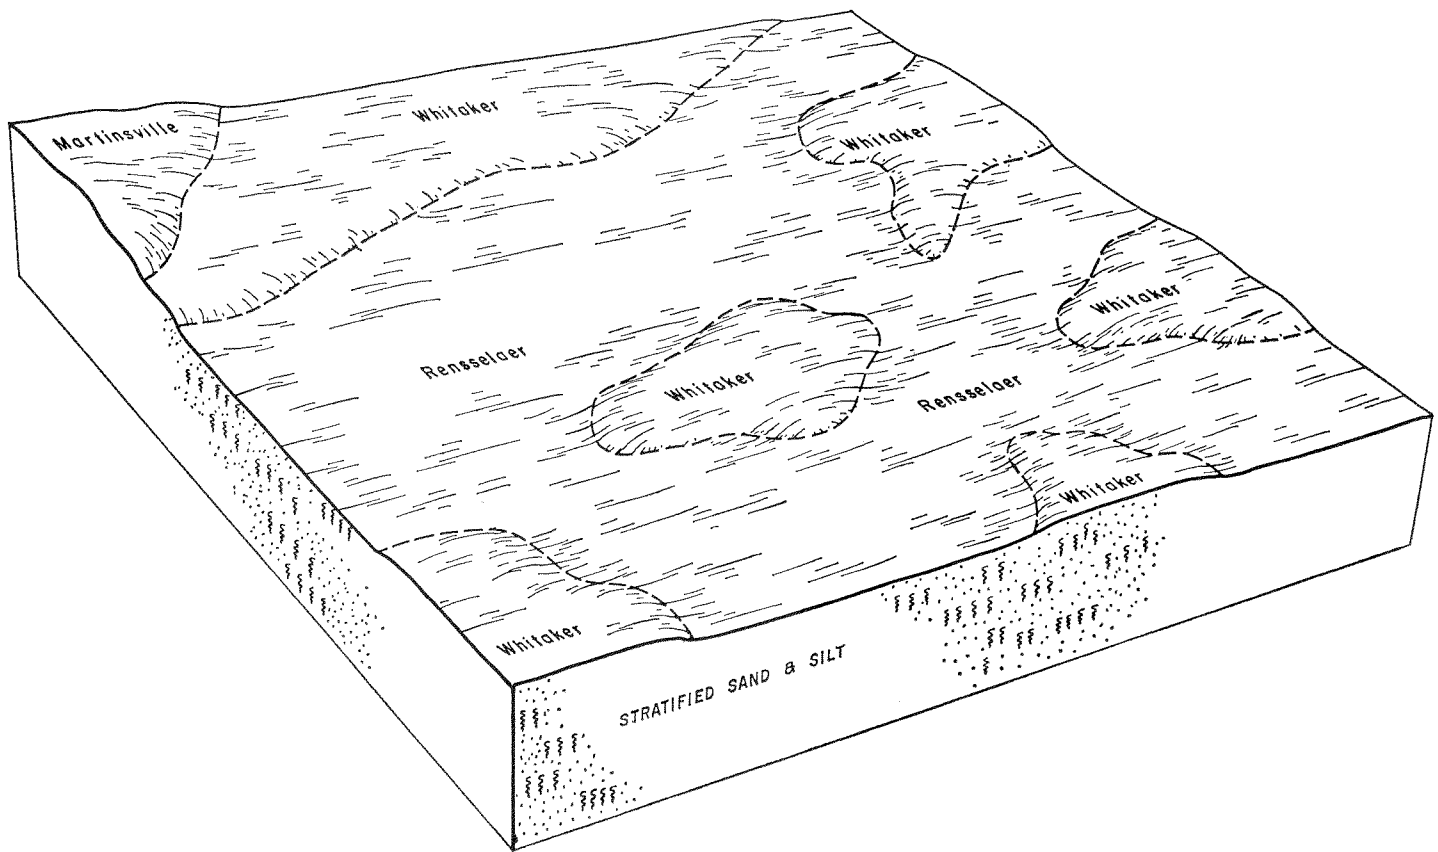 Martinsville
Whitaker
Whitaker
Whitaker
Rensselaer
Whitaker
Rensselaer
Whitaker
Whitaker
STRATIFIED SAND & SILT